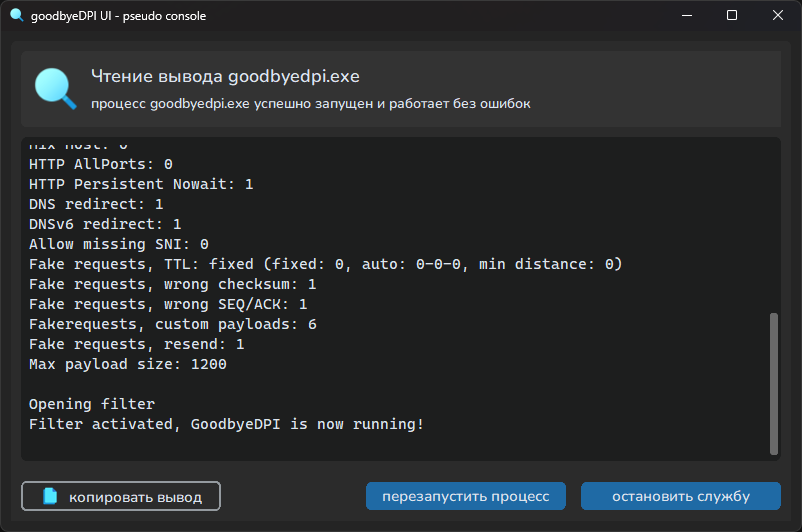 goodbyeDPI UI - pseudo console
Чтение вывода goodbyedpi.exe
процесс goodbyedpi.exe успешно запущен и работает без ошибок
HTTP AllPorts: 0
HTTP Persistent Nowait: 1
DNS redirect: 1
DNSv6 redirect: 1
Allow missing SNI: 0
Fake requests, TTL: fixed (fixed: 0, auto: 0-0-0, min distance: 0)
Fake requests, wrong checksum: 1
Fake requests, wrong SEQ/ACK: 1
Fakerequests, custom payloads: 6
Fake requests, resend: 1
Max payload size: 1200
Opening filter
Filter activated, GoodbyeDPI is now running!
копировать вывод
перезапустить процесс
остановить службу